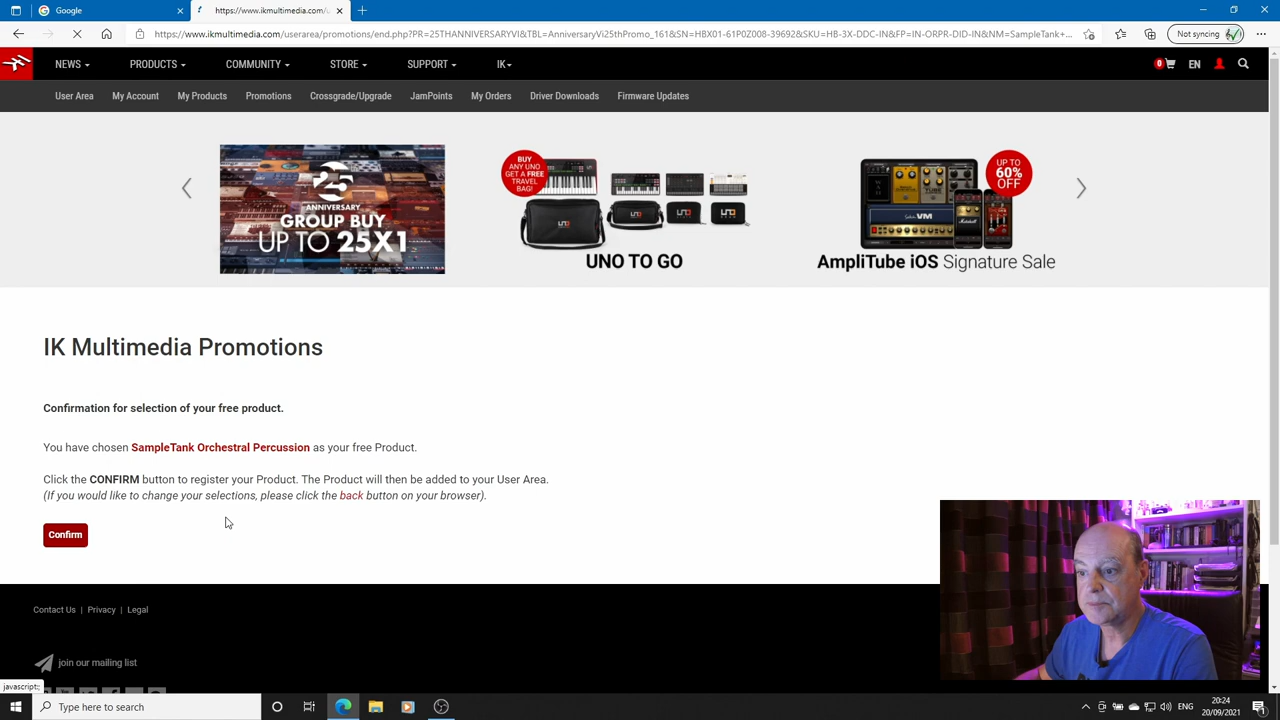 Google
https://www.ikmultimedia.com/u
https://www.ikmultimedia.com/userarea/promotions/end.php?PR=25THANNIVERSARYVI&TBL=AnniversaryVi25thPromo_161&SN=HBX01-61P0Z008-39692&SKU=HB-3X-DDC-IN&FP=IN-ORPR-DID-IN&NM=SampleTank+...
Not syncing
NEWS
PRODUCTS
COMMUNITY
STORE
SUPPORT
IK
0
EN
User Area
My Account
My Products
Promotions
Crossgrade/Upgrade
JamPoints
My Orders
Driver Downloads
Firmware Updates
25
ANNIVERSARY
GROUP BUY
UP TO 25X1
BUY
ANY UNO
GET A FREE
TRAVEL
BAG!
UNO TO GO
UP TO
60%
OFF
VM
Marshall
AmpliTube iOS Signature Sale
IK Multimedia Promotions
Confirmation for selection of your free product.
You have chosen SampleTank Orchestral Percussion as your free Product.
Click the CONFIRM button to register your Product. The Product will then be added to your User Area.
(If you would like to change your selections, please click the back button on your browser).
Confirm
Contact Us | Privacy | Legal
join our mailing list
javascript:;
Type here to search
ENG
20:24
20/09/2021
1